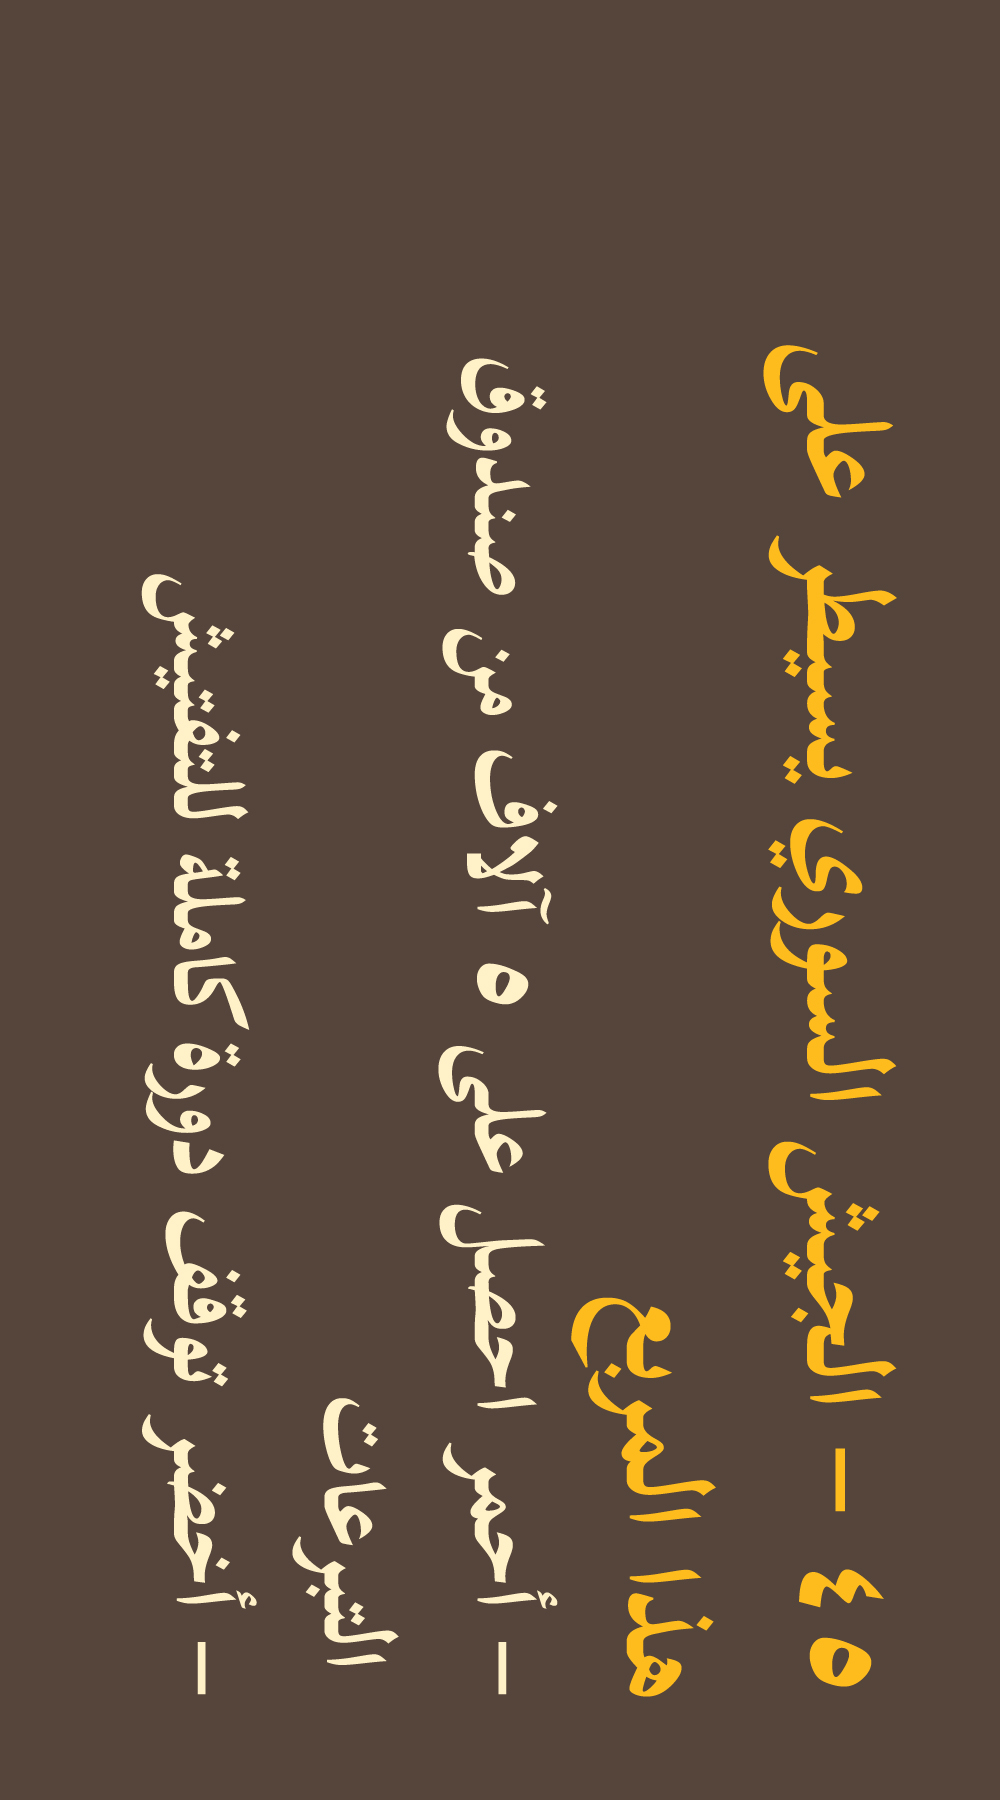 ٤٥ – الجيش السوري يسيطر على
هذا المربع
– أحمر احصل على ٥ آلاف من صندوق
التبرعات
– أخضر توقف دورة كاملة للتفتيش